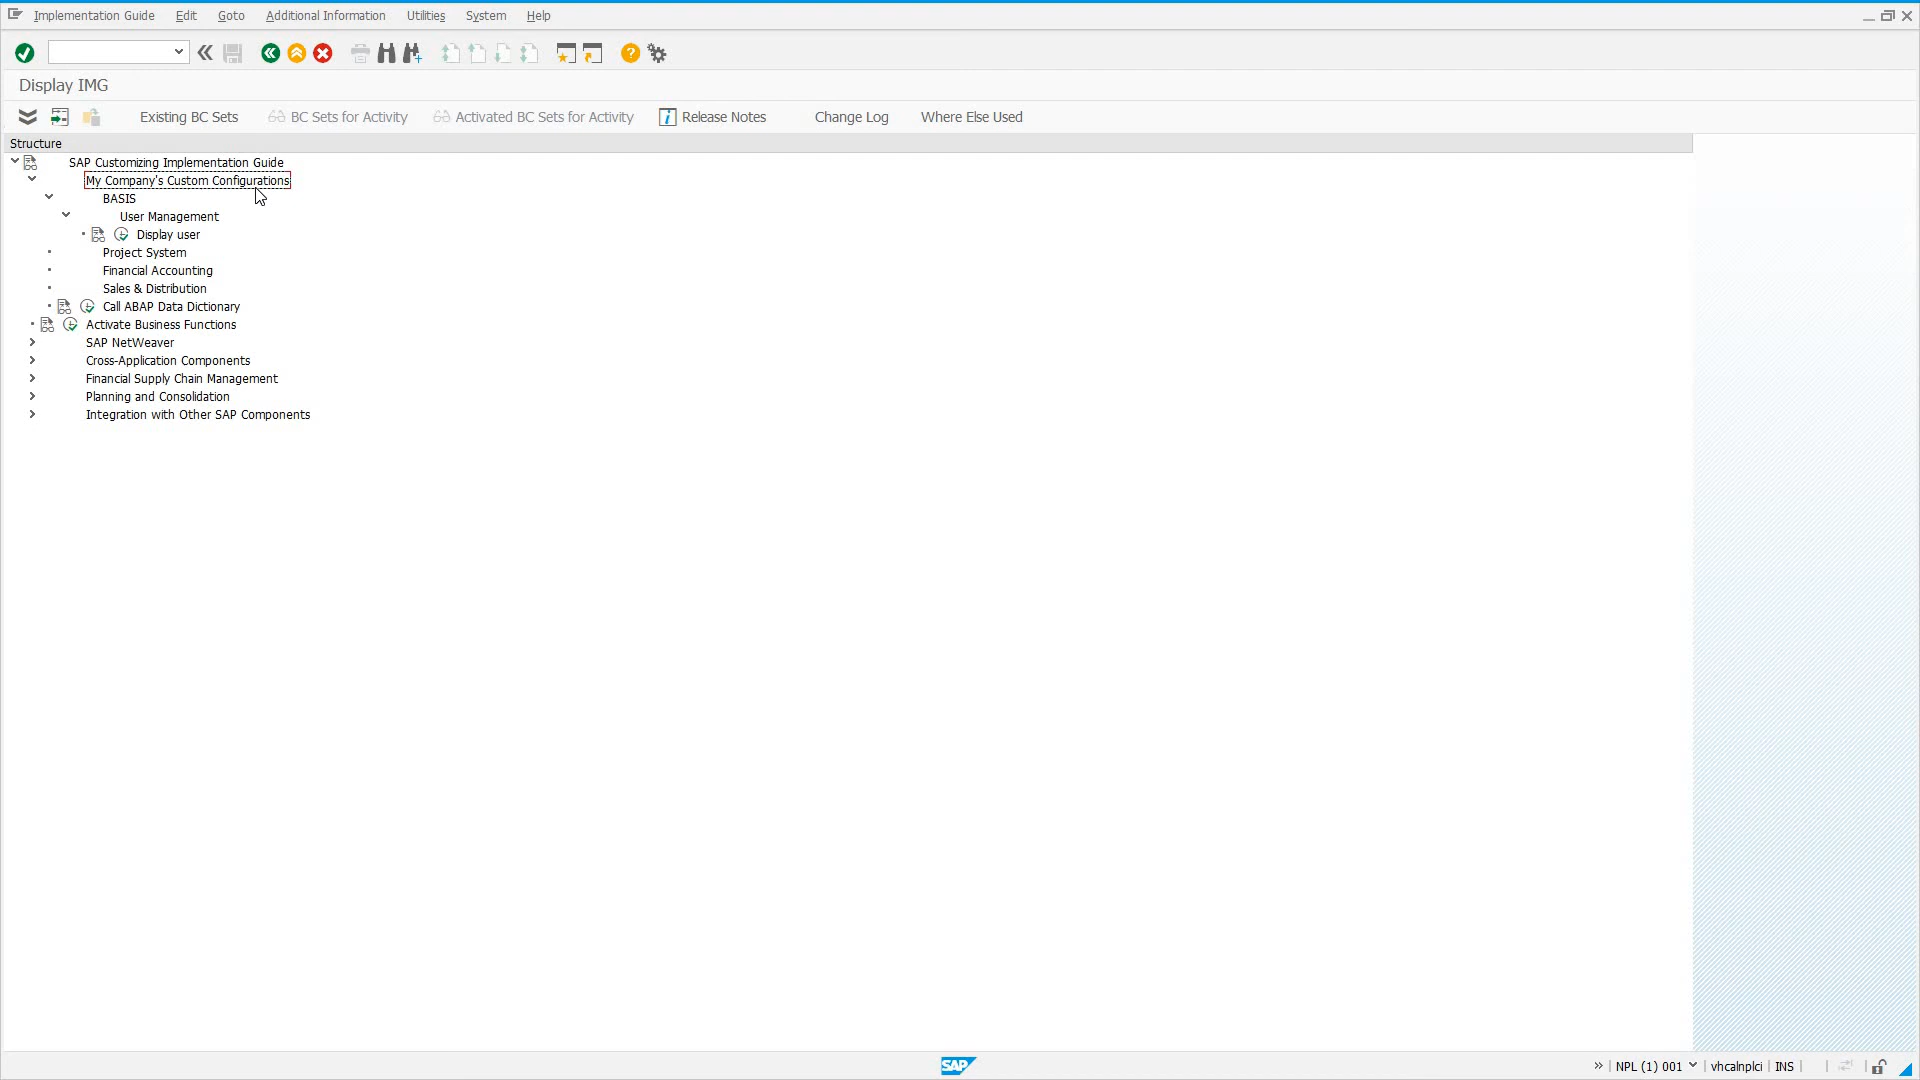 Implementation Guide Edit Goto Additional Information Utilities System Help
Display IMG
Existing BC Sets BC Sets for Activity Activated BC Sets for Activity Release Notes Change Log Where Else Used
Structure
SAP Customizing Implementation Guide
My Company's Custom Configurations
BASIS
User Management
Display user
Project System
Financial Accounting
Sales & Distribution
Call ABAP Data Dictionary
Activate Business Functions
SAP NetWeaver
Cross-Application Components
Financial Supply Chain Management
Planning and Consolidation
Integration with Other SAP Components
SAP NPL (1) 001 vhcalnplci INS